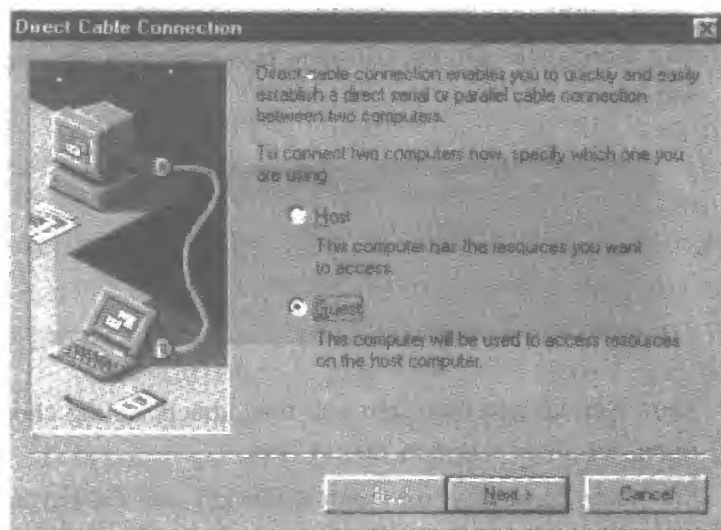 Direct Cable Connection
Direct cable connection enables you to quickly and easily
establish a direct serial or parallel cable connection
between two computers.
To connect two computers now, specify which one you
are using:
Host
This computer has the resources you want
to access.
Guest
This computer will be used to access resources
on the host computer.
Next > Cancel